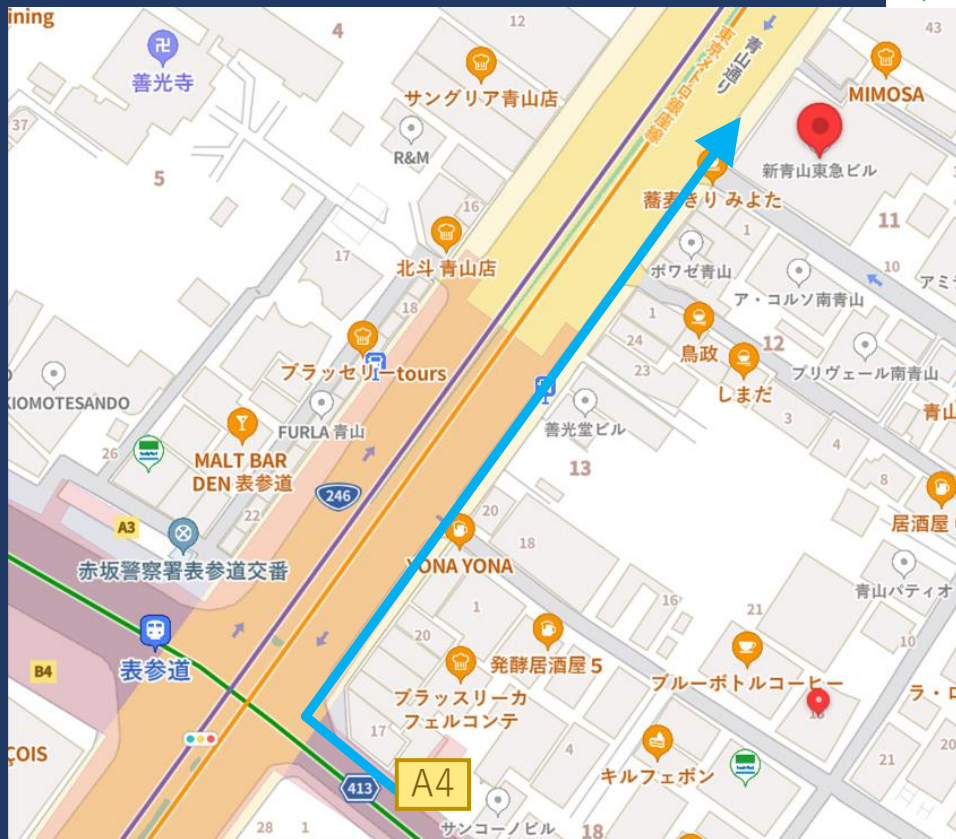 ining
12
4
43
善光寺
サングリア青山店
青山通り
東京メトロ銀座線
MIMOSA
37
R&M
新青山東急ビル
5
蕎麦きり みよた
16
11
17
北斗 青山店
ボワゼ青山
1
10
ア・コルソ南青山
18
1
24
鳥政
12
ブラッセリーtours
23
しまだ
プリヴェール南青山
KIOMOTESANDO
FURLA 青山
善光堂ビル
3
青山
26
MALT BAR
DEN 表参道
13
4
8
246
居酒屋
22
20
A3
18
赤坂警察署表参道交番
YONA YONA
青山パティオ
1
16
21
10
B4
表参道
20
発酵居酒屋 5
ブルーボトルコーヒー
ブラッスリーカ
フェルコンテ
17
4
21
20
COIS
キルフェボン
413
A4
28
1
サンコーノビル
18